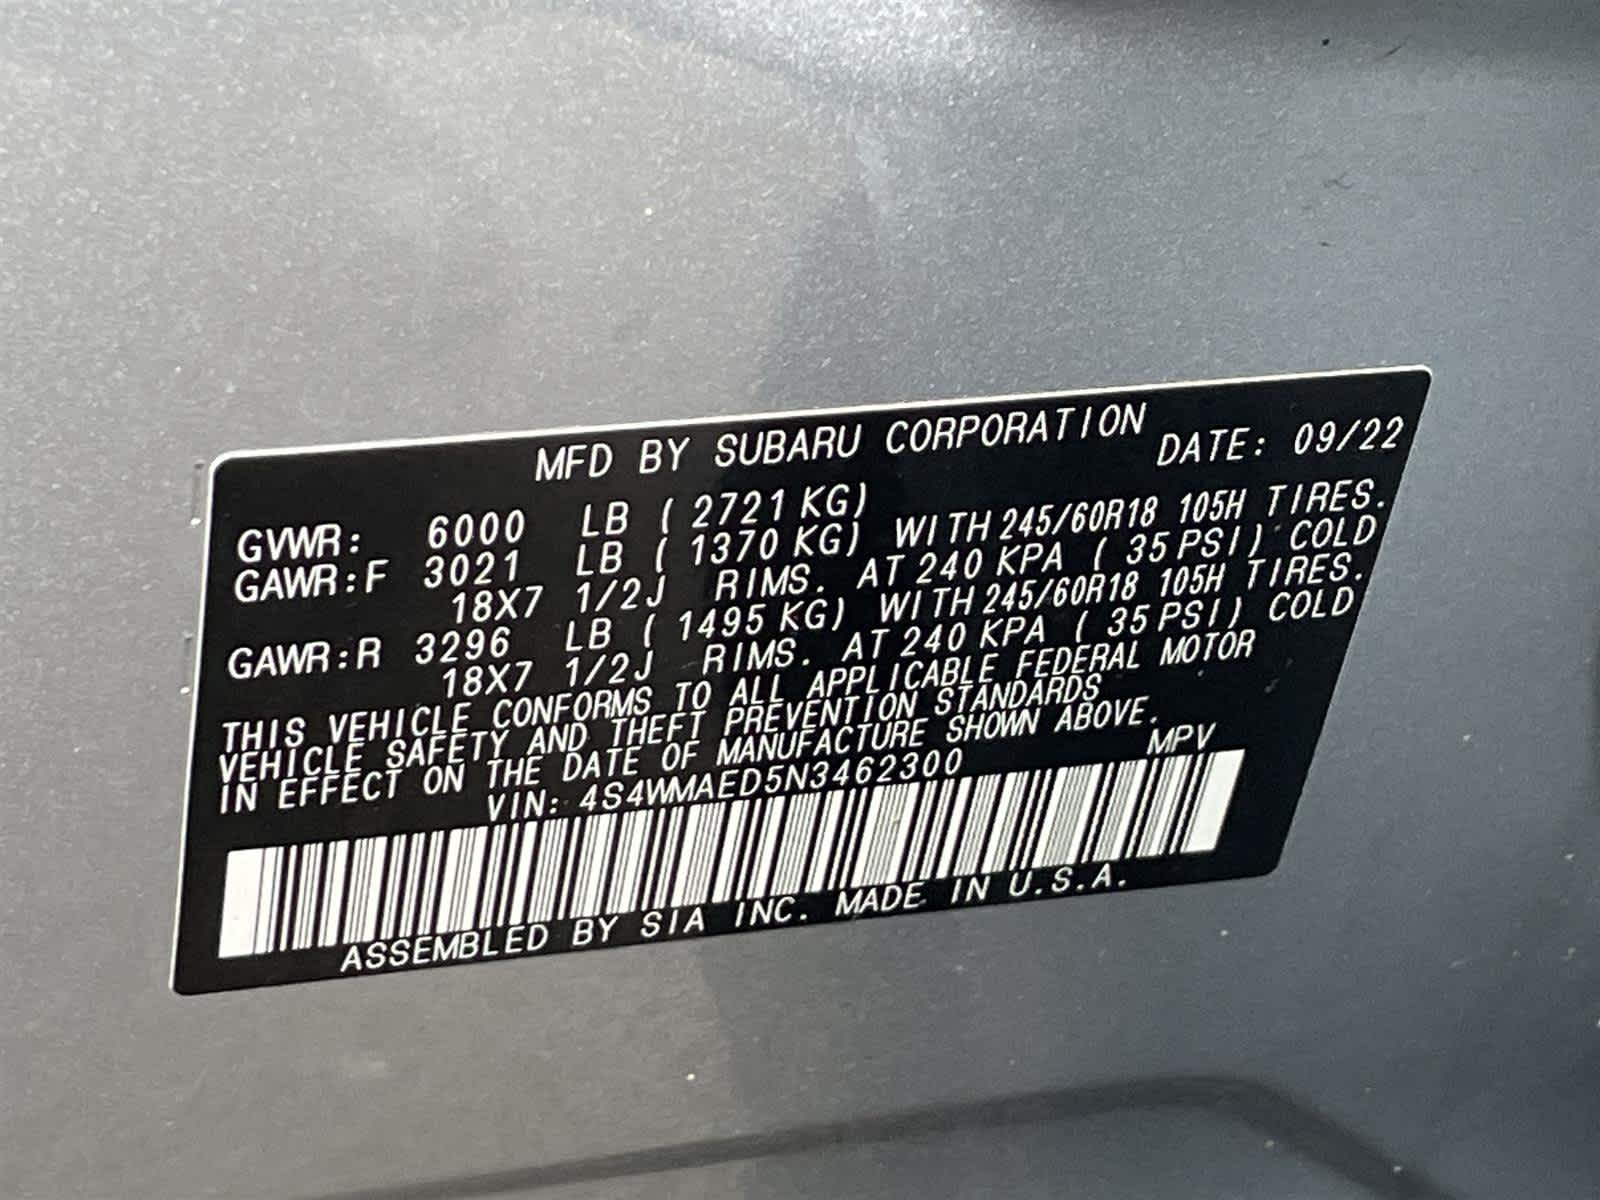 MFD BY SUBARU CORPORATION DATE: 09/22
GVWR: 6000 LB ( 2721 KG)
GAWR:F 3021 LB ( 1370 KG) WITH 245/60R18 105H TIRES.
18X7 1/2J RIMS. AT 240 KPA ( 35 PSI) COLD
GAWR:R 3296 LB ( 1495 KG) WITH 245/60R18 105H TIRES.
18X7 1/2J RIMS. AT 240 KPA ( 35 PSI) COLD
THIS VEHICLE CONFORMS TO ALL APPLICABLE FEDERAL MOTOR
VEHICLE SAFETY AND THEFT PREVENTION STANDARDS
IN EFFECT ON THE DATE OF MANUFACTURE SHOWN ABOVE.
VIN: 4S4WMAED5N3462300 MPV
ASSEMBLED BY SIA INC. MADE IN U.S.A.